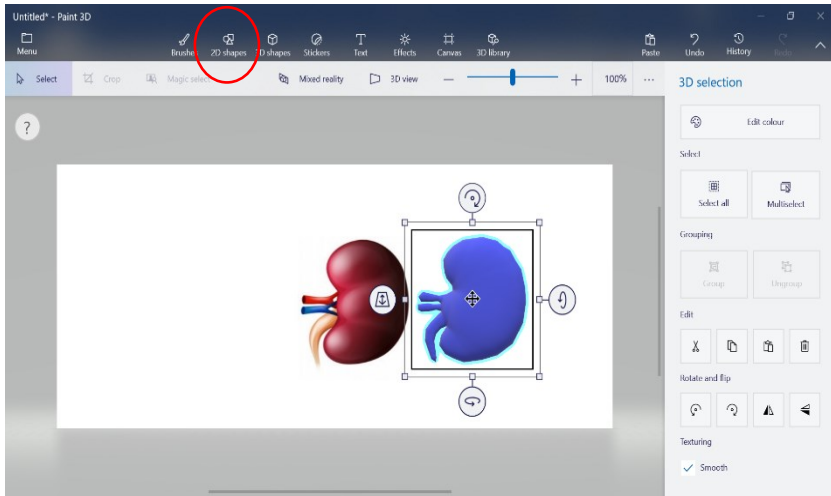 Untitled* - Paint 3D
Menu
Brushes 2D shapes 3D shapes Stickers Text Effects Canvas 3D library Paste Undo History Redo
Select Crop Magic select Mixed reality 3D view 100% ...
3D selection
?
Edit colour
Select
Select all Multiselect
Grouping
Group Ungroup
Edit
Rotate and flip
Texturing
Smooth